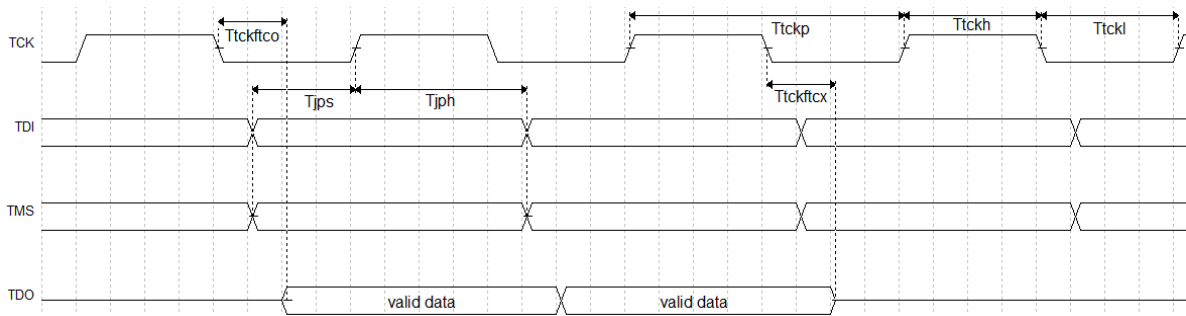 Ttckftco
Ttckp
Ttckh
Ttckl
TCK
Tjps
Tjph
Ttckftcx
TDI
TMS
TDO
valid data
valid data